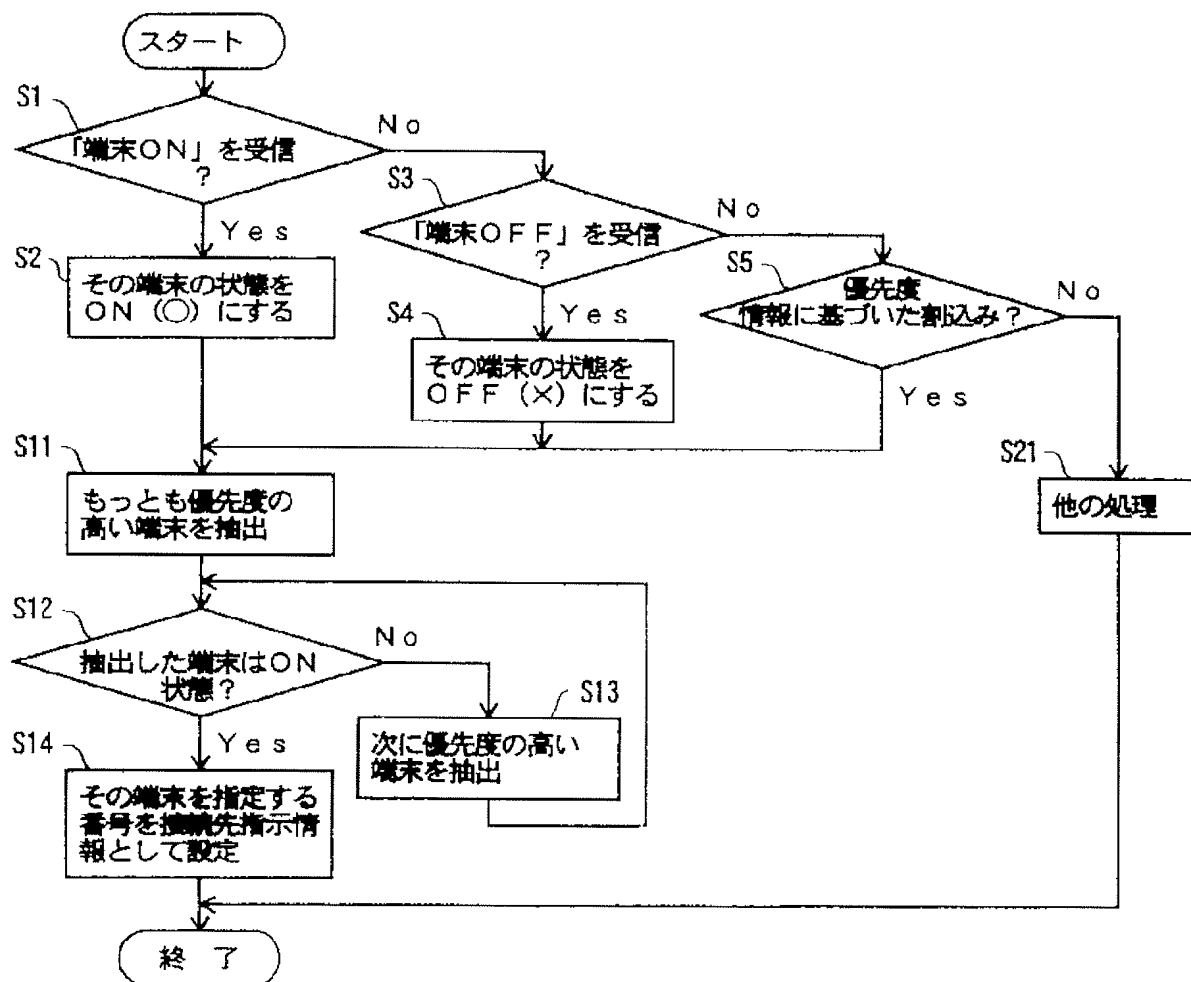 スタート
S1
「端末ON」を受信
?
No
Yes
S2
その端末の状態を
ON(○)にする
S3
「端末OFF」を受信
?
No
Yes
S4
その端末の状態を
OFF(×)にする
S5
優先度
情報に基づいた割込み?
No
Yes
S11
もっとも優先度の
高い端末を抽出
S21
他の処理
S12
抽出した端末はON
状態?
No
Yes
S13
次に優先度の高い
端末を抽出
S14
その端末を指定する
番号を接続先指示情
報として設定
終 了